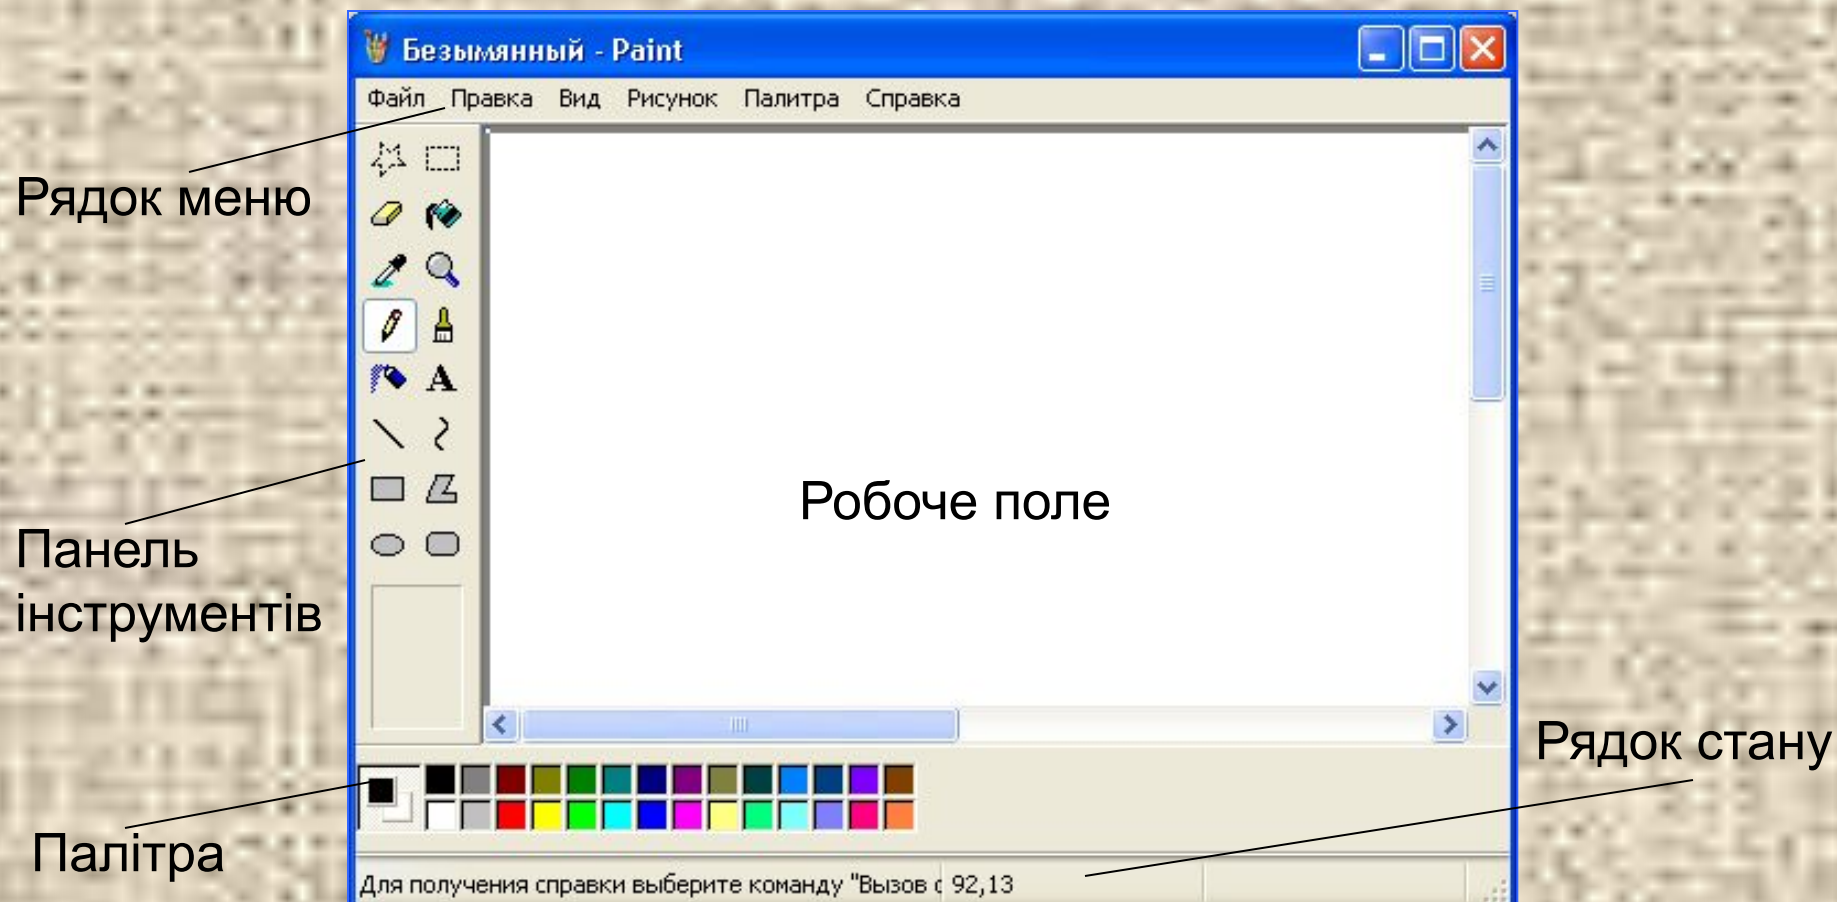 Безымянный - Paint
Файл Правка Вид Рисунок Палитра Справка
Рядок меню
A
Робоче поле
Панель
інструментів
Рядок стану
Палітра
Для получения справки выберите команду "Вызов с 92,13